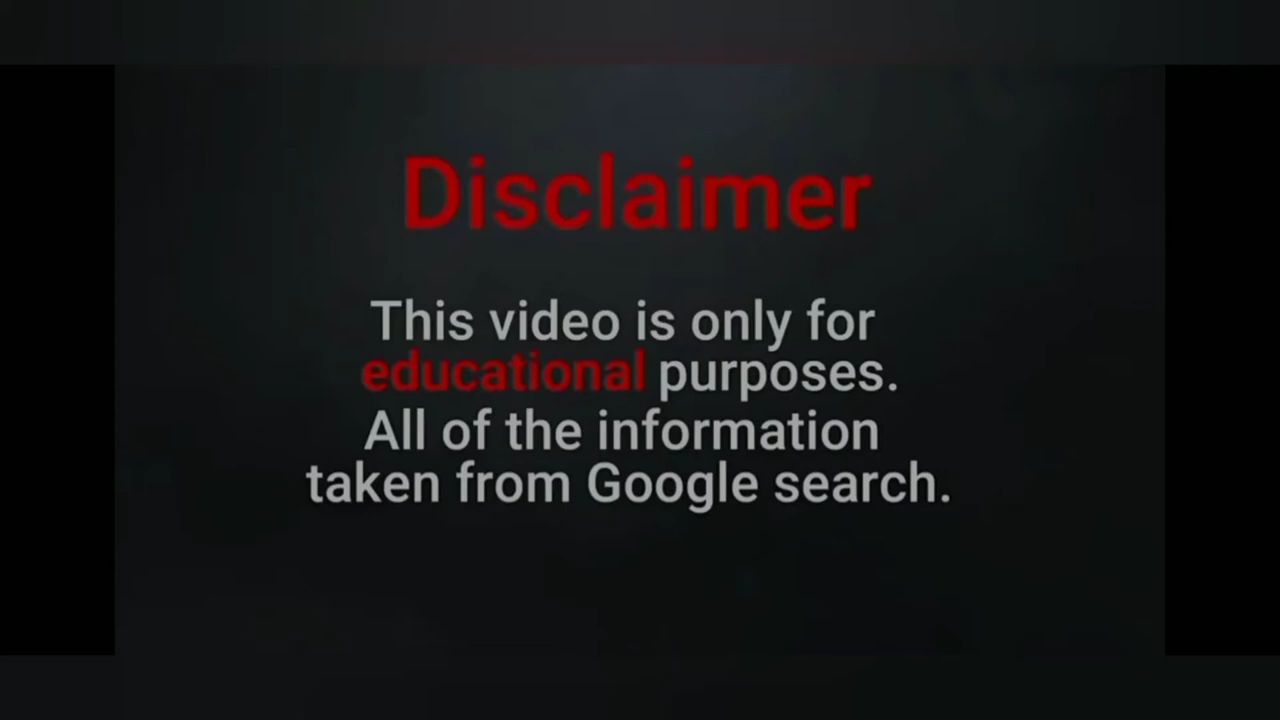 Disclaimer
This video is only for
educational purposes.
All of the information
taken from Google search.